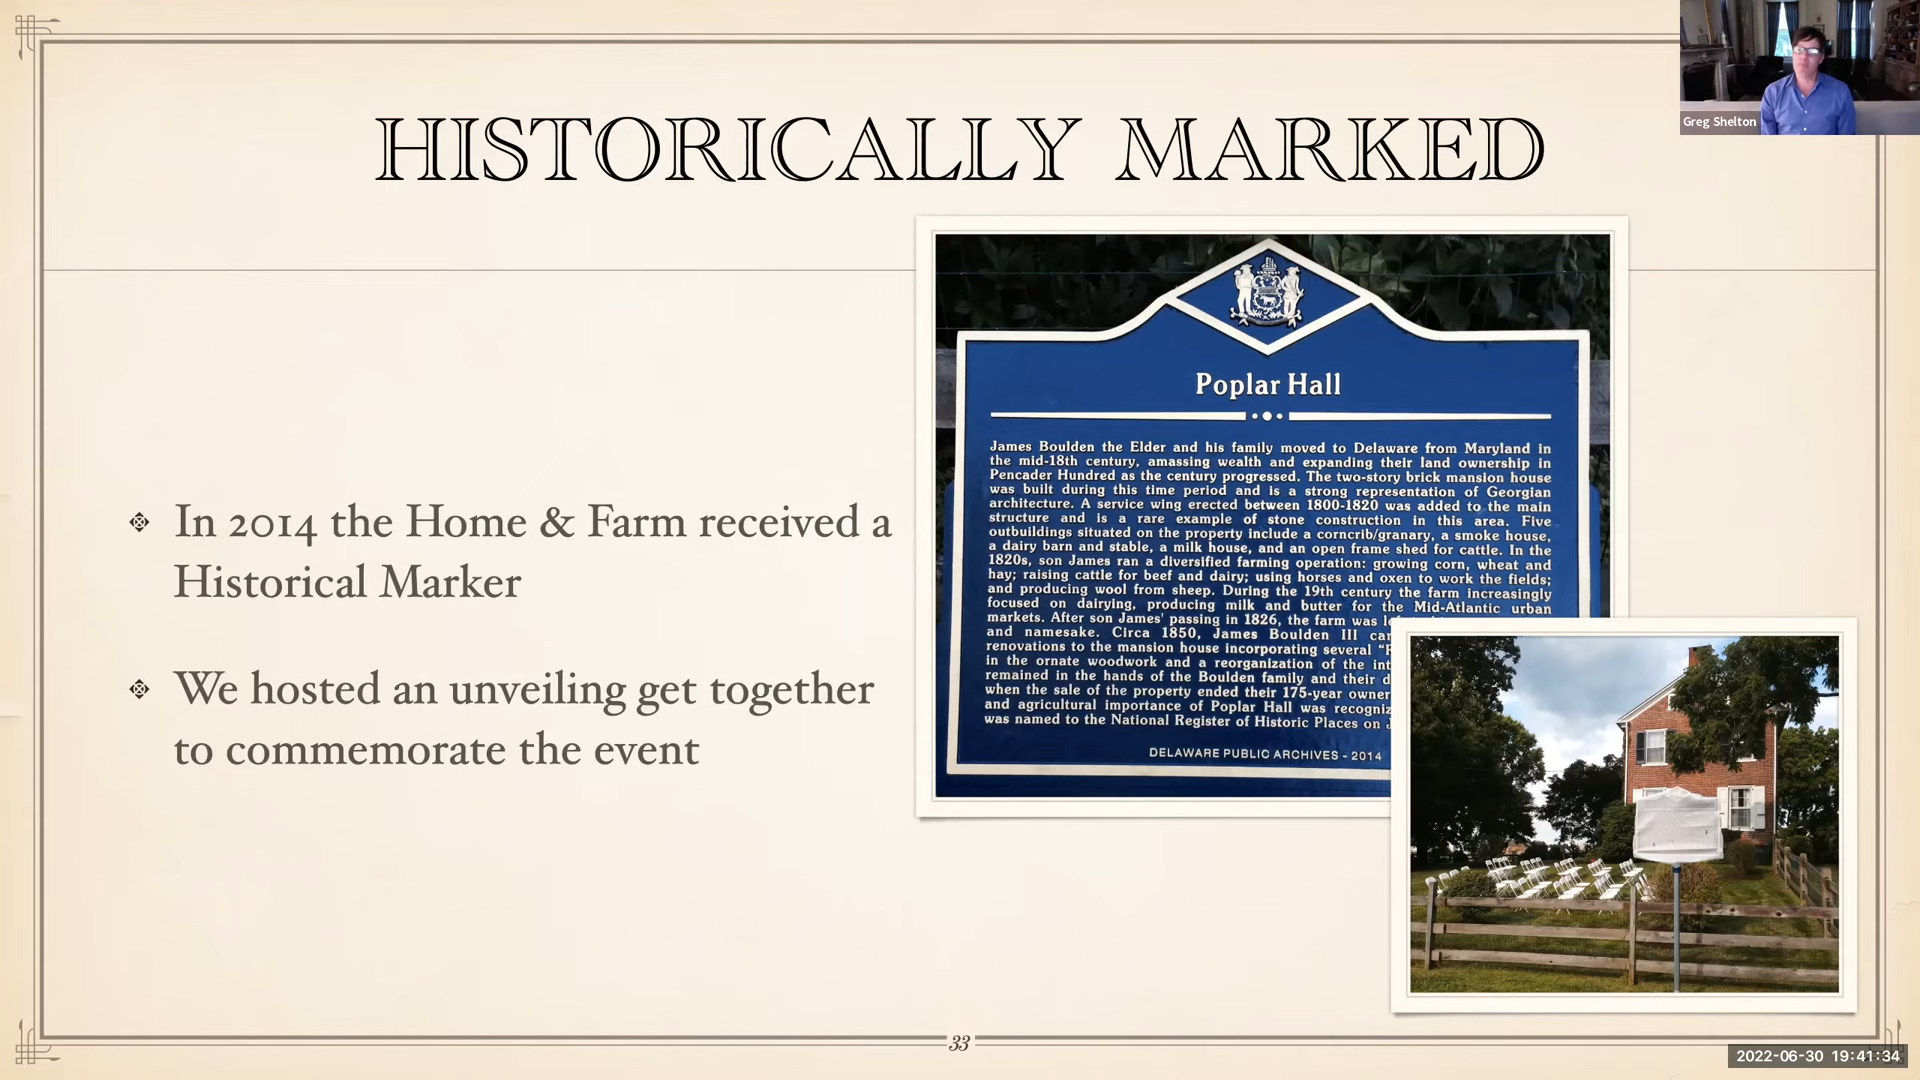 Greg Shelton
HISTORICALLY MARKED
In 2014 the Home & Farm received a
Historical Marker
We hosted an unveiling get together
to commemorate the event
Poplar Hall
James Boulden the Elder and his family moved to Delaware from Maryland in
the mid-18th century, amassing wealth and expanding their land ownership in
Pencader Hundred as the century progressed. The two-story brick mansion house
was built during this time period and is a strong representation of Georgian
architecture. A service wing erected between 1800-1820 was added to the main
structure and is a rare example of stone construction in this area. Five
outbuildings situated on the property include a corncrib/granary, a smoke house,
a dairy barn and stable, a milk house, and an open frame shed for cattle. In the
1820s, son James ran a diversified farming operation: growing corn, wheat and
hay; raising cattle for beef and dairy; using horses and oxen to work the fields;
and producing wool from sheep. During the 19th century the farm increasingly
focused on dairying, producing milk and butter for the Mid-Atlantic urban
markets. After son James' passing in 1826, the farm was
and namesake. Circa 1850, James Boulden III
renovations to the mansion house incorporating several
in the ornate woodwork and a reorganization of the
remained in the hands of the Boulden family and their
when the sale of the property ended their 175-year
and agricultural importance of Poplar Hall was
was named to the National Register of Historic Places on
DELAWARE PUBLIC ARCHIVES - 2014
33
2022-06-30 19:41:34